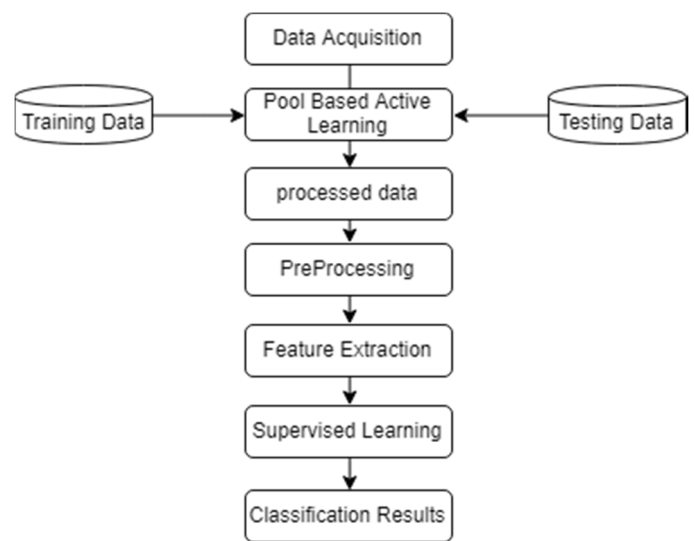 Data Acquisition
Training Data
Pool Based Active
Learning
Testing Data
processed data
PreProcessing
Feature Extraction
Supervised Learning
Classification Results